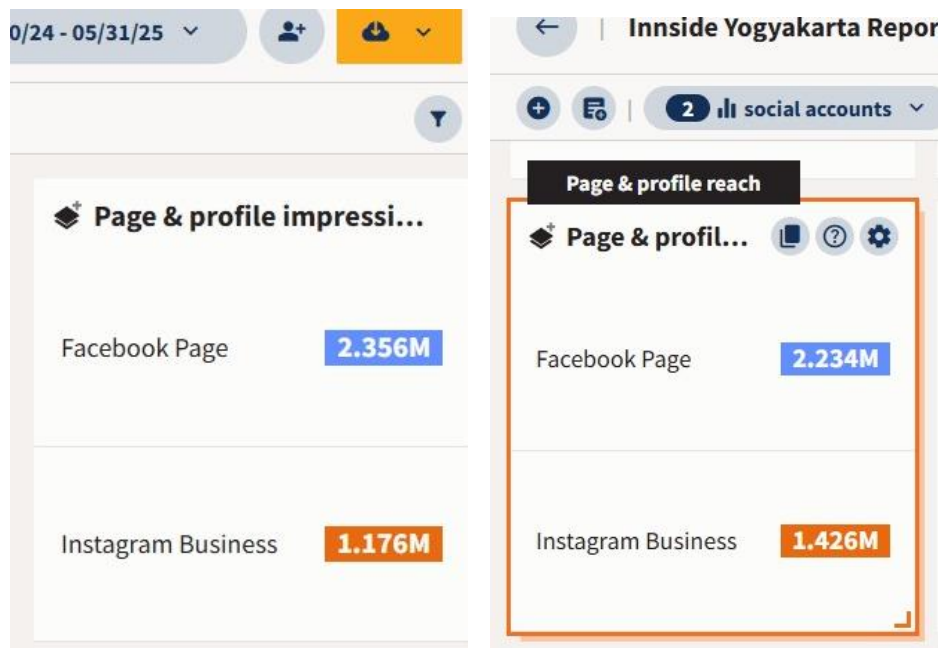 0/24 - 05/31/25
Page & profile impressi...
Facebook Page 2.356M
Instagram Business 1.176M
Innside Yogyakarta Repor
2 social accounts
Page & profile reach
Page & profil...
Facebook Page 2.234M
Instagram Business 1.426M